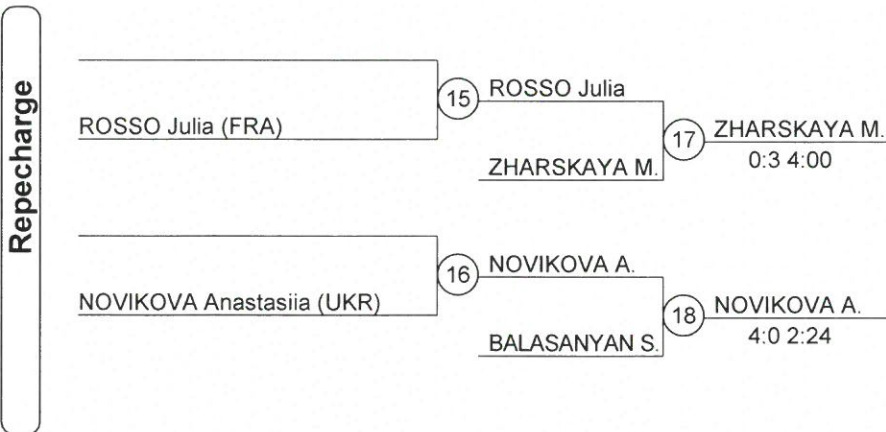 Repecharge
ROSSO Julia (FRA)
15
ROSSO Julia
ZHARSKAYA M.
17
ZHARSKAYA M.
0:3 4:00
NOVIKOVA Anastasiia (UKR)
16
NOVIKOVA A.
BALASANYAN S.
18
NOVIKOVA A.
4:0 2:24